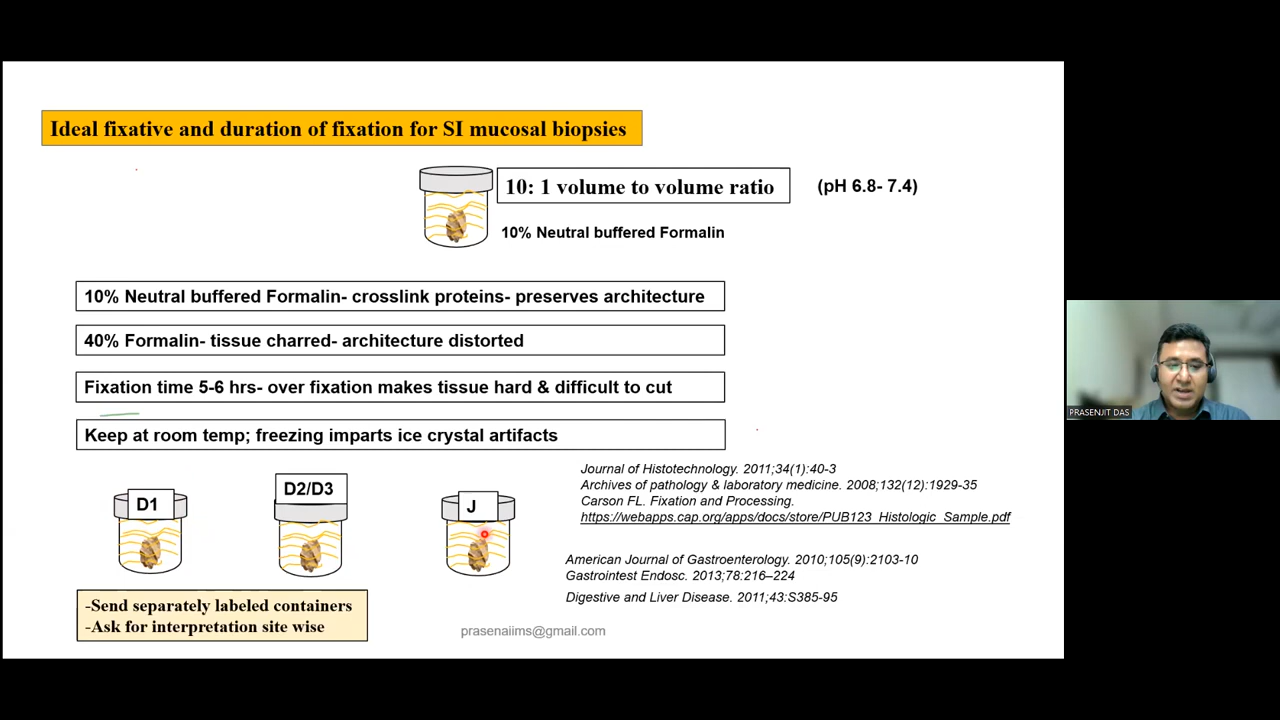 Ideal fixative and duration of fixation for SI mucosal biopsies
10: 1 volume to volume ratio
(pH 6.8- 7.4)
10% Neutral buffered Formalin
10% Neutral buffered Formalin- crosslink proteins- preserves architecture
40% Formalin- tissue charred- architecture distorted
Fixation time 5-6 hrs- over fixation makes tissue hard & difficult to cut
Keep at room temp; freezing imparts ice crystal artifacts
D1
D2/D3
J
Journal of Histotechnology. 2011;34(1):40-3
Archives of pathology & laboratory medicine. 2008;132(12):1929-35
Carson FL. Fixation and Processing.
https://webapps.cap.org/apps/docs/store/PUB123_Histologic_Sample.pdf
American Journal of Gastroenterology. 2010;105(9):2103-10
Gastrointest Endosc. 2013;78:216–224
Digestive and Liver Disease. 2011;43:S385-95
-Send separately labeled containers
-Ask for interpretation site wise
prasenaiims@gmail.com
PRASENJIT DAS